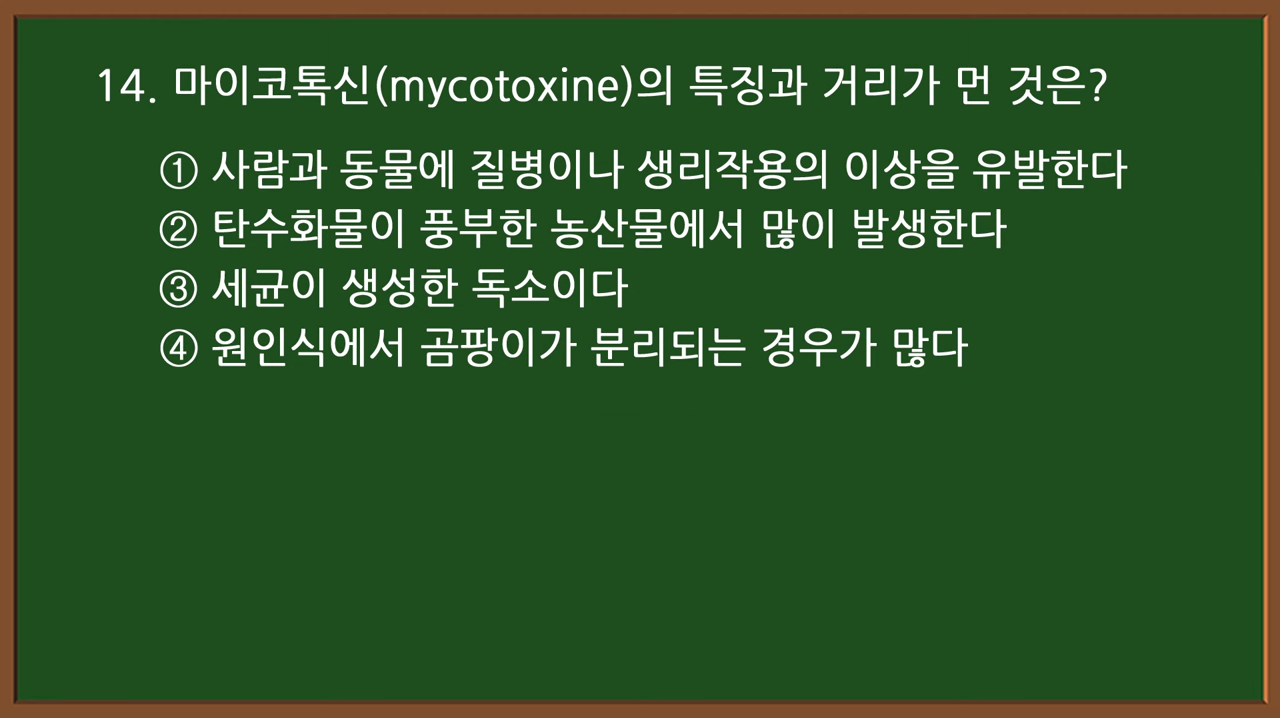 14. 마이코톡신(mycotoxine)의 특징과 거리가 먼 것은?
① 사람과 동물에 질병이나 생리작용의 이상을 유발한다
② 탄수화물이 풍부한 농산물에서 많이 발생한다
③ 세균이 생성한 독소이다
④ 원인식에서 곰팡이가 분리되는 경우가 많다